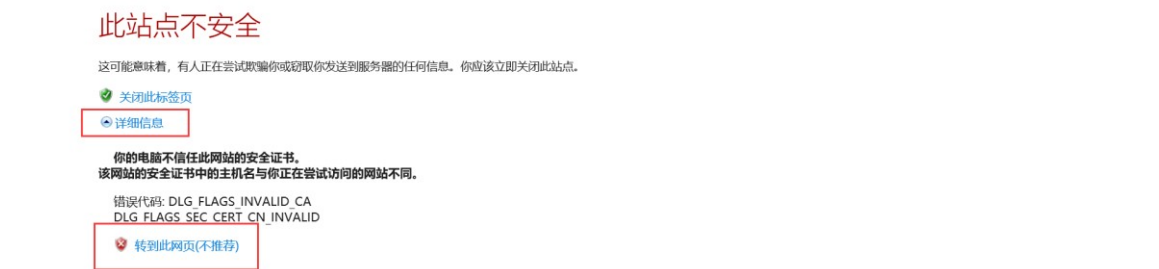 此站点不安全
这可能意味着，有人正在尝试欺骗你或窃取你发送到服务器的任何信息。你应该立即关闭此站点。
关闭此标签页
详细信息
你的电脑不信任此网站的安全证书。
该网站的安全证书中的主机名与你正在尝试访问的网站不同。
错误代码: DLG_FLAGS_INVALID_CA
DLG_FLAGS_SEC_CERT_CN_INVALID
转到此网页(不推荐)